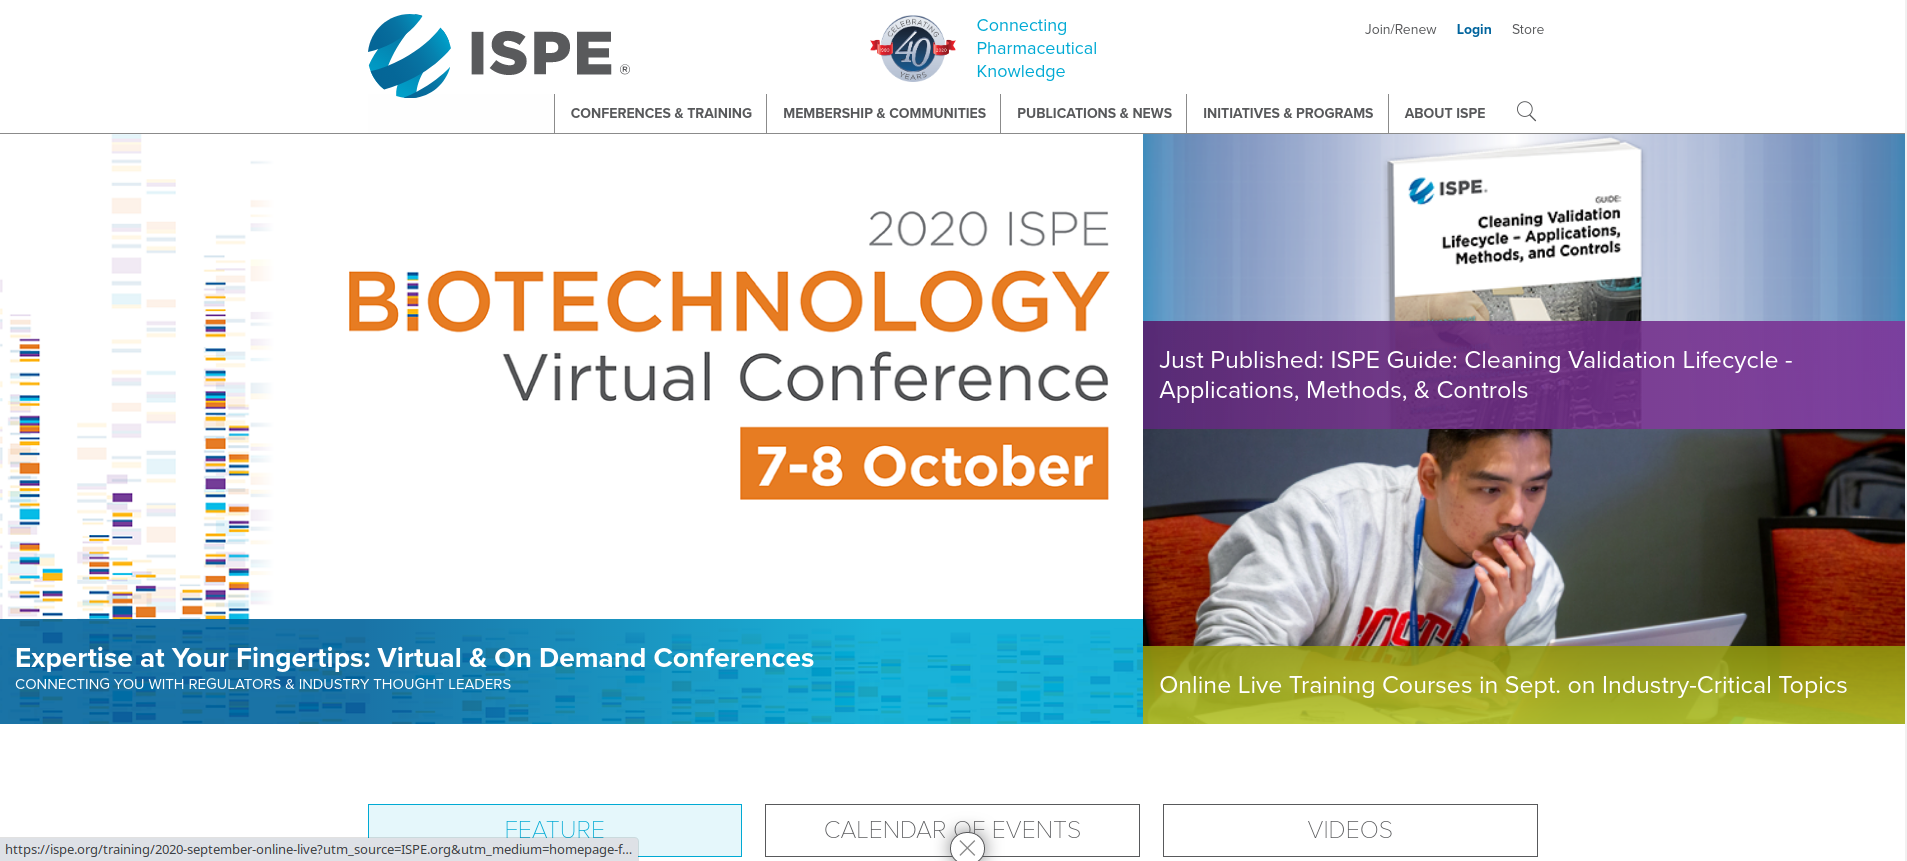 ISPE®
CELEBRATING
40
1980
2020
YEARS
Connecting
Pharmaceutical
Knowledge
Join/Renew
Login
Store
CONFERENCES & TRAINING
MEMBERSHIP & COMMUNITIES
PUBLICATIONS & NEWS
INITIATIVES & PROGRAMS
ABOUT ISPE
2020 ISPE
BIOTECHNOLOGY
Virtual Conference
7-8 October
Expertise at Your Fingertips: Virtual & On Demand Conferences
CONNECTING YOU WITH REGULATORS & INDUSTRY THOUGHT LEADERS
ISPE.
GUIDE:
Cleaning Validation
Lifecycle – Applications,
Methods, and Controls
Just Published: ISPE Guide: Cleaning Validation Lifecycle -
Applications, Methods, & Controls
Online Live Training Courses in Sept. on Industry-Critical Topics
FEATURE
CALENDAR OF EVENTS
VIDEOS
https://ispe.org/training/2020-september-online-live?utm_source=ISPE.org&utm_medium=homepage-f...